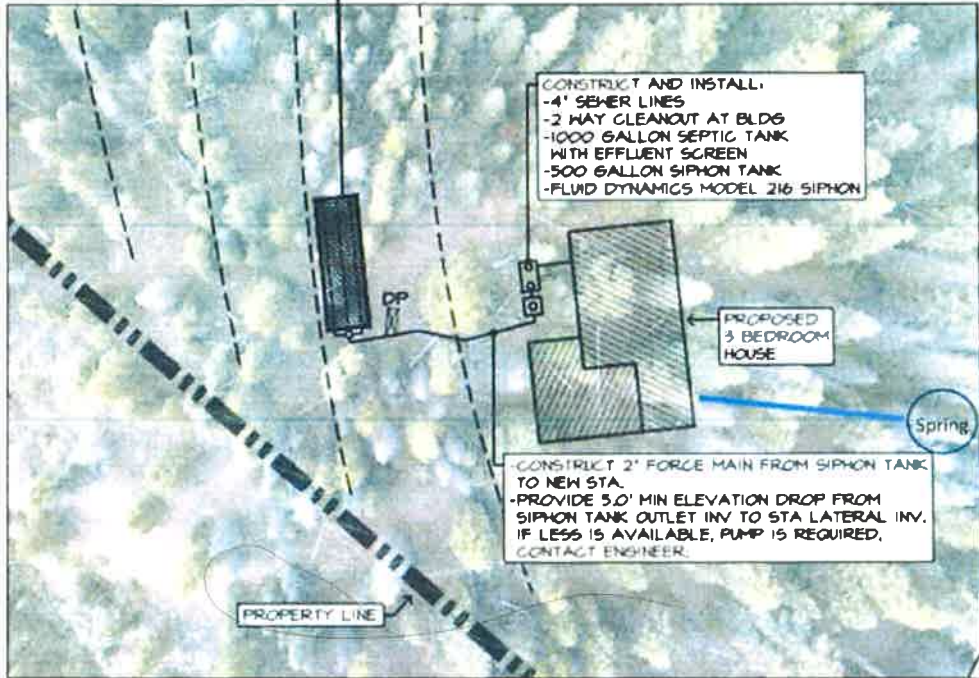 CONSTRUCT AND INSTALL:
-4" SEWER LINES
-2 WAY CLEANOUT AT BLDG
-1000 GALLON SEPTIC TANK
WITH EFFLUENT SCREEN
-500 GALLON SIPHON TANK
-FLUID DYNAMICS MODEL 216 SIPHON
DP
PROPOSED
3 BEDROOM
HOUSE
Spring
-CONSTRUCT 2" FORCE MAIN FROM SIPHON TANK
TO NEW STA.
-PROVIDE 5.0' MIN ELEVATION DROP FROM
SIPHON TANK OUTLET INV TO STA LATERAL INV.
IF LESS IS AVAILABLE, PUMP IS REQUIRED,
CONTACT ENGINEER.
PROPERTY LINE